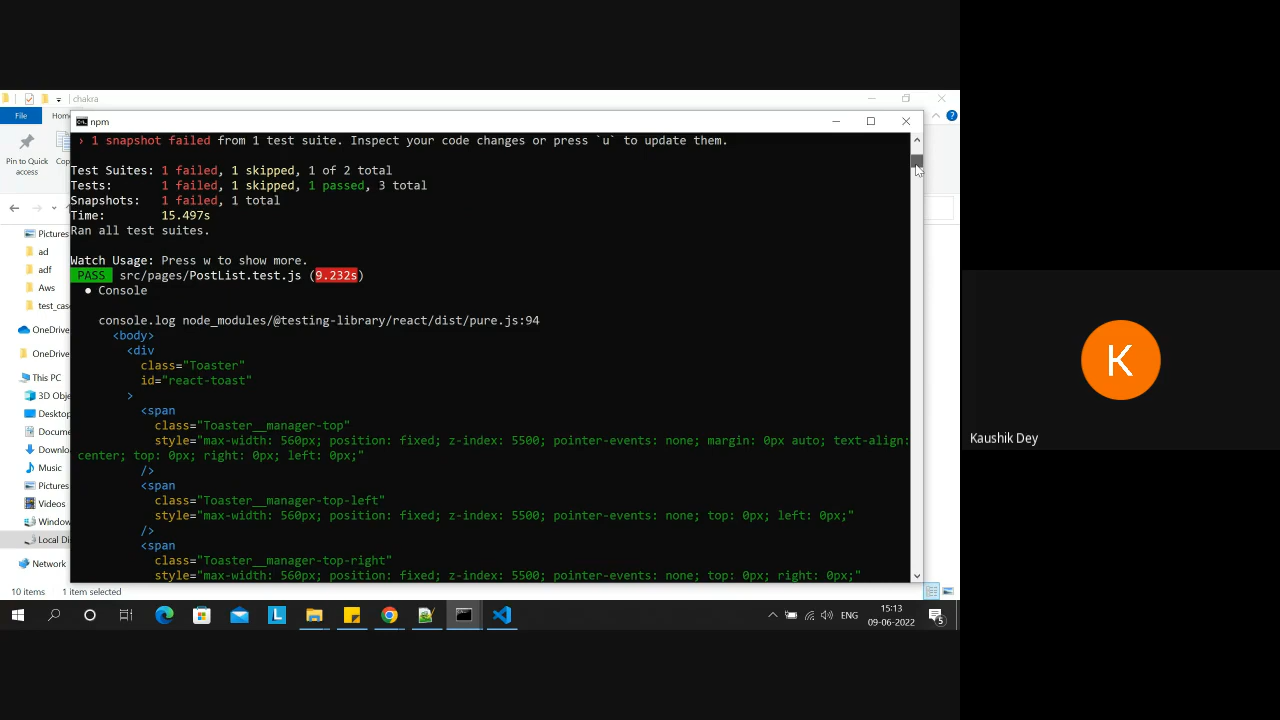 chakra
File
Home
Pin to Quick access
Cop
npm
› 1 snapshot failed from 1 test suite. Inspect your code changes or press `u` to update them.
Test Suites: 1 failed, 1 skipped, 1 of 2 total
Tests:       1 failed, 1 skipped, 1 passed, 3 total
Snapshots:   1 failed, 1 total
Time:        15.497s
Ran all test suites.
Watch Usage: Press w to show more.
PASS src/pages/PostList.test.js (9.232s)
● Console
console.log node_modules/@testing-library/react/dist/pure.js:94
<body>
<div
class="Toaster"
id="react-toast"
>
<span
class="Toaster__manager-top"
style="max-width: 560px; position: fixed; z-index: 5500; pointer-events: none; margin: 0px auto; text-align:
center; top: 0px; right: 0px; left: 0px;"
/>
<span
class="Toaster__manager-top-left"
style="max-width: 560px; position: fixed; z-index: 5500; pointer-events: none; top: 0px; left: 0px;"
/>
<span
class="Toaster__manager-top-right"
style="max-width: 560px; position: fixed; z-index: 5500; pointer-events: none; top: 0px; right: 0px;"
Pictures
ad
adf
Aws
test_cas
OneDrive
OneDrive
This PC
3D Obje
Desktop
Docume
Downlo
Music
Pictures
Videos
Window
Local Dis
Network
10 items
1 item selected
ENG
15:13
09-06-2022
5
K
Kaushik Dey